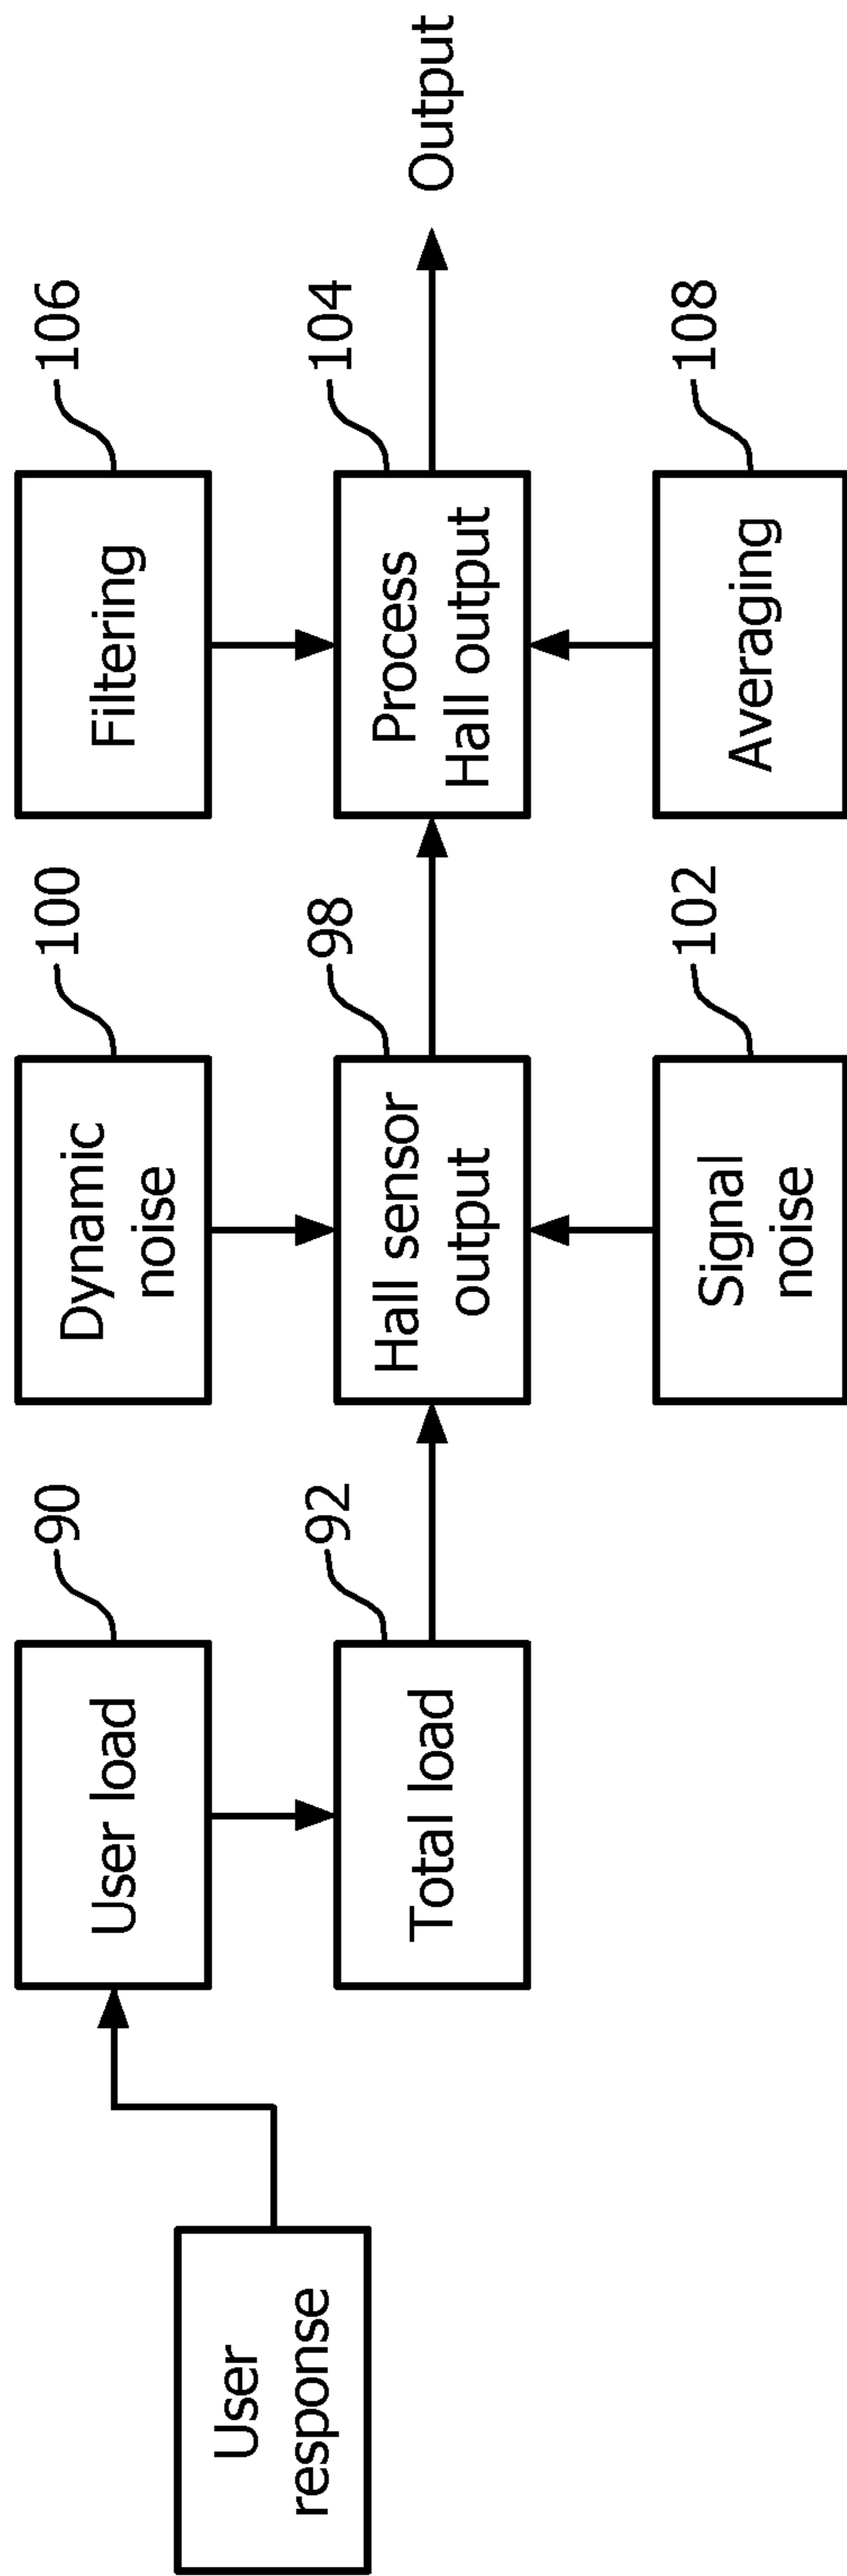 User
response
User load
90
Total load
92
Dynamic
noise
100
Hall sensor
output
98
Signal
noise
102
Filtering
106
Process
Hall output
104
Averaging
108
Output